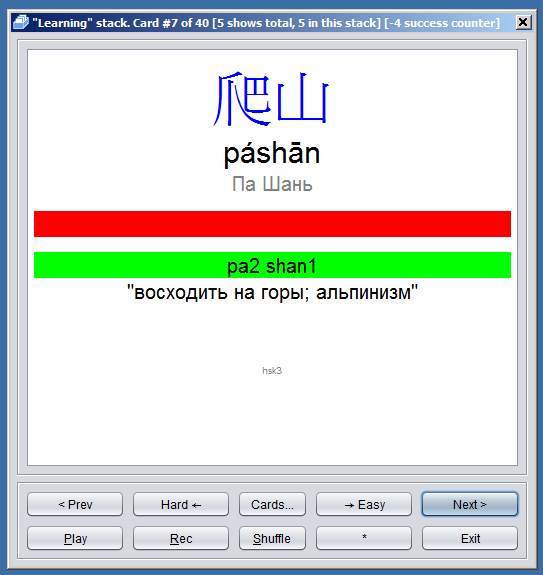 "Learning" stack. Card #7 of 40 [5 shows total, 5 in this stack] [-4 success counter]
爬山
páshān
Па Шань
pa2 shan1
"восходить на горы; альпинизм"
hsk3
< Prev
Hard ←
Cards...
→ Easy
Next >
Play
Rec
Shuffle
*
Exit